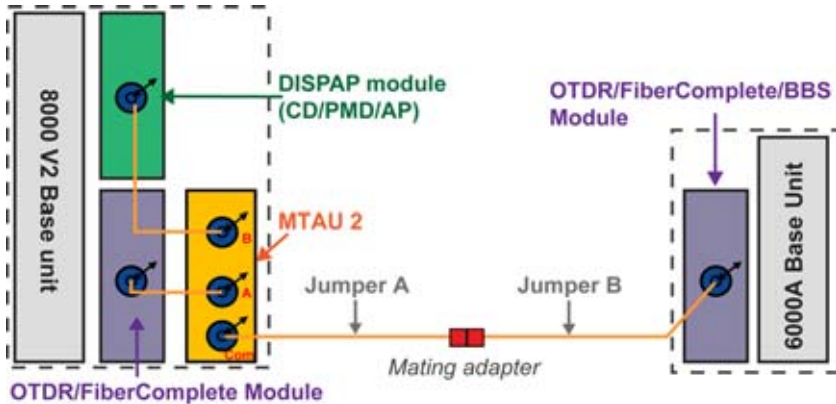 8000 V2 Base unit
DISPAP module
(CD/PMD/AP)
OTDR/FiberComplete/BBS
Module
6000A Base Unit
MTAU 2
B
A
Com
Jumper A
Jumper B
Mating adapter
OTDR/FiberComplete Module